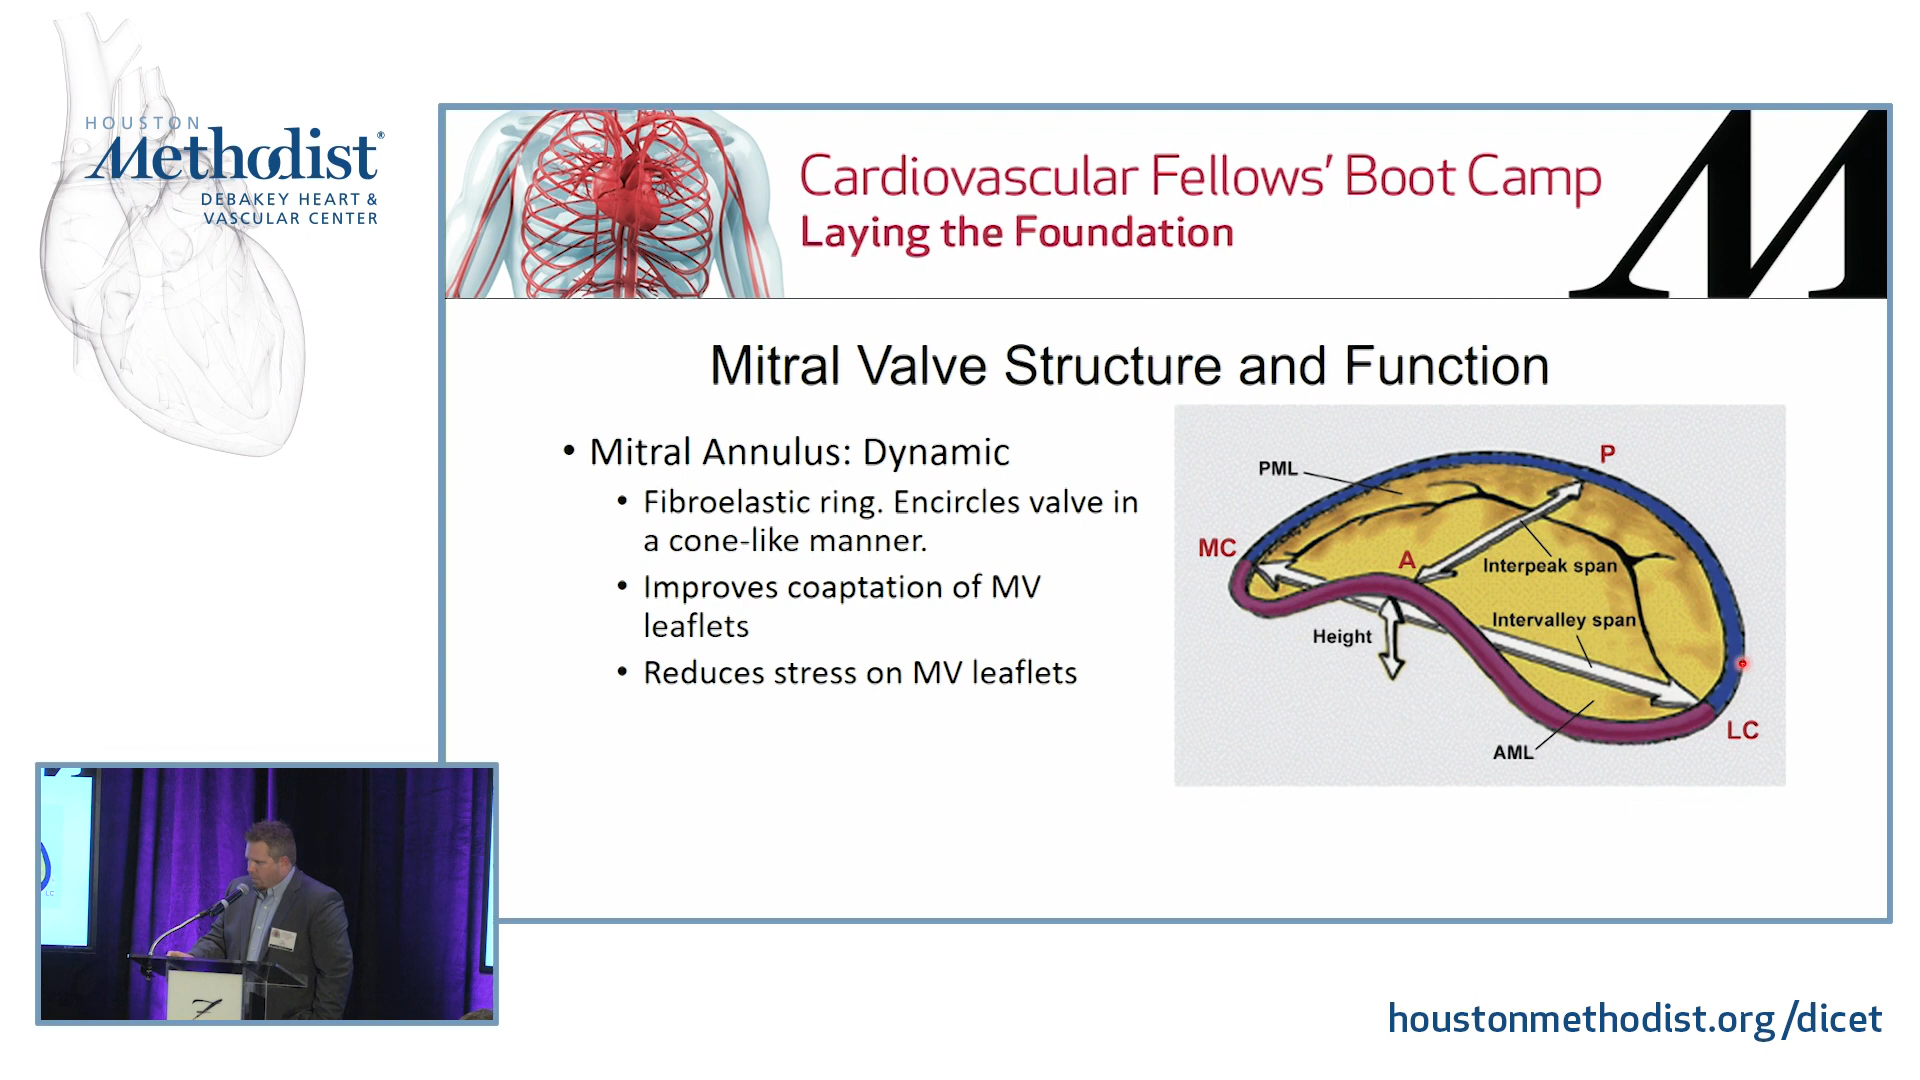 HOUSTON
Methodist®
DEBAKEY HEART &
VASCULAR CENTER
Cardiovascular Fellows’ Boot Camp
Laying the Foundation
M
Mitral Valve Structure and Function
• Mitral Annulus: Dynamic
• Fibroelastic ring. Encircles valve in
a cone-like manner.
• Improves coaptation of MV
leaflets
• Reduces stress on MV leaflets
PML
P
MC
A
Interpeak span
Intervalley span
Height
AML
LC
LC
houstonmethodist.org/dicet